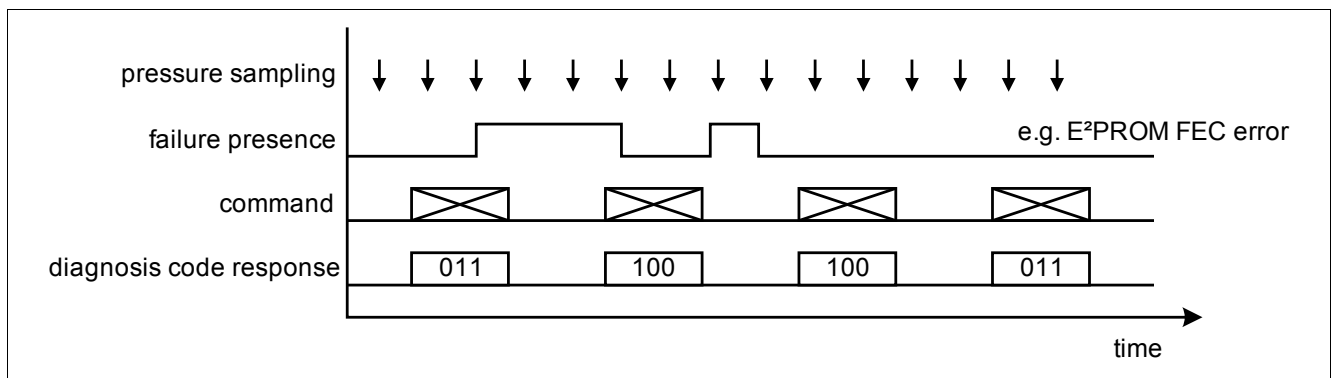 pressure sampling
failure presence
e.g. E²PROM FEC error
command
diagnosis code response
011
100
100
011
time